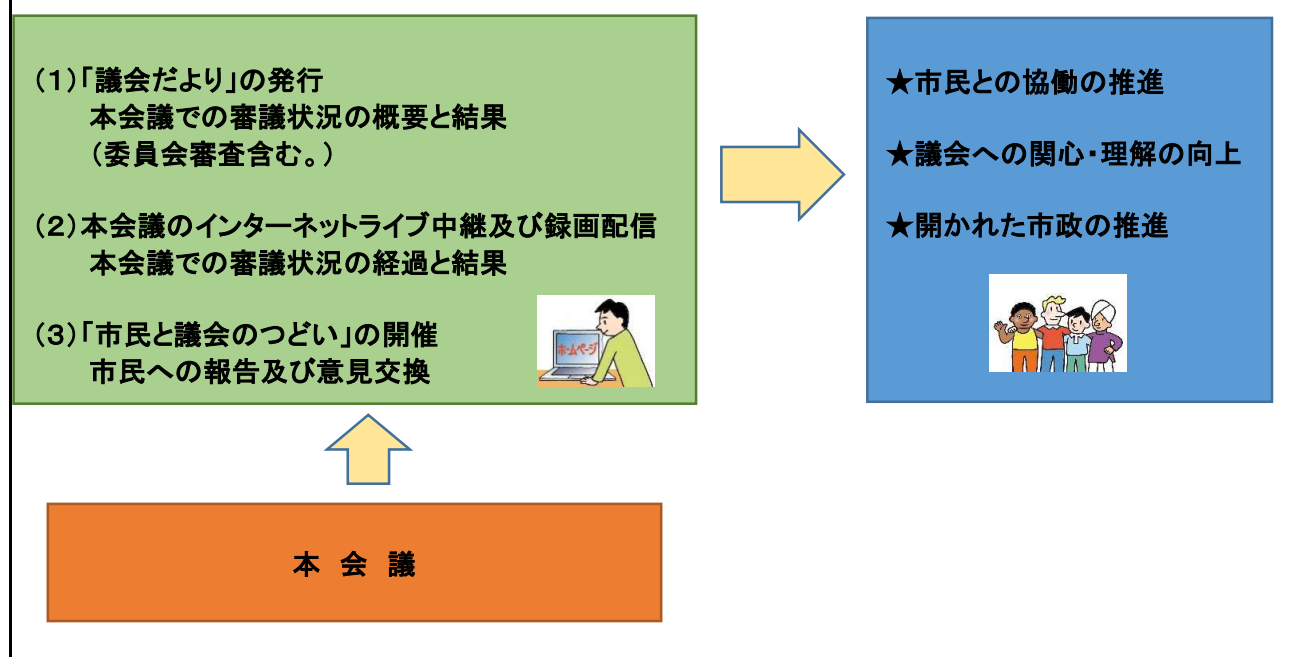 (1)「議会だより」の発行
本会議での審議状況の概要と結果
(委員会審査含む。)
(2)本会議のインターネットライブ中継及び録画配信
本会議での審議状況の経過と結果
(3)「市民と議会のつどい」の開催
市民への報告及び意見交換
ホームページ
★市民との協働の推進
★議会への関心・理解の向上
★開かれた市政の推進
本 会 議